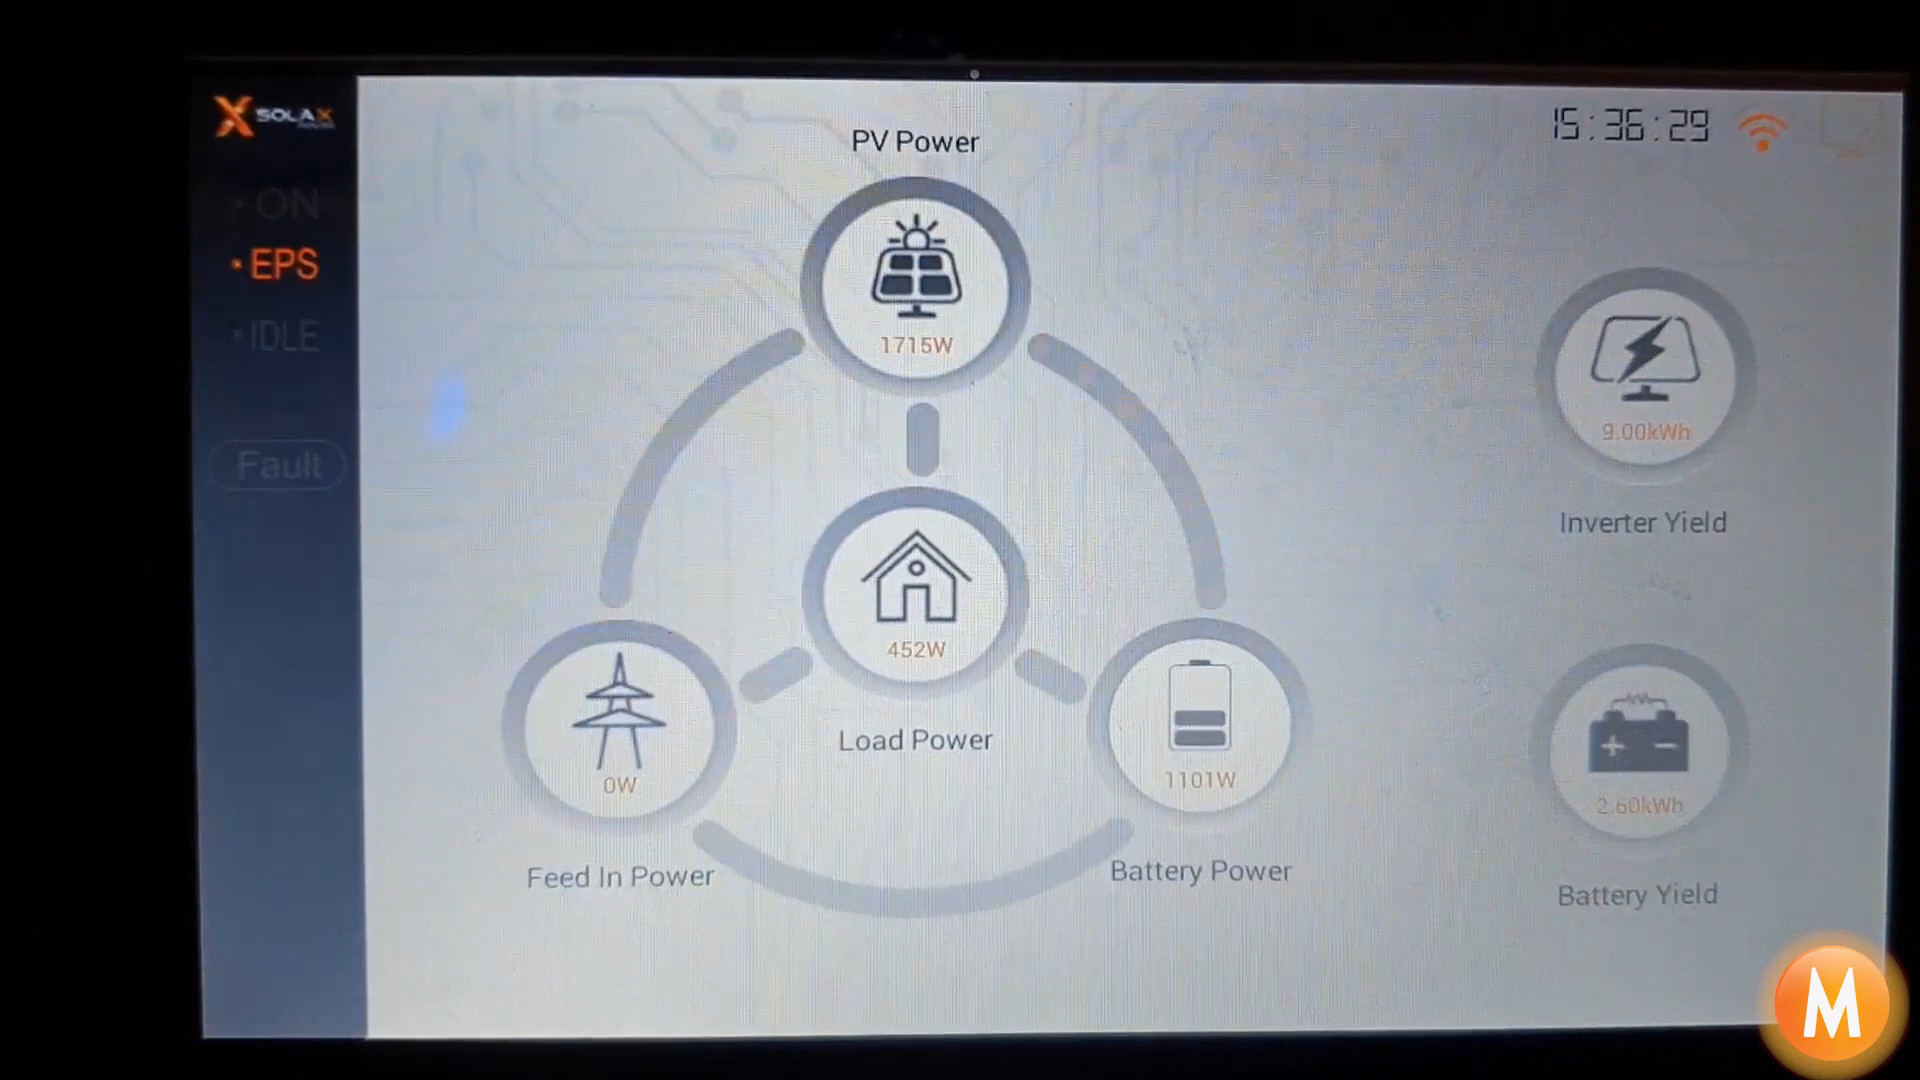 SOLAX
ON
EPS
IDLE
Fault
PV Power
15:36:29
1715W
452W
Load Power
0W
Feed In Power
1101W
Battery Power
9.00kWh
Inverter Yield
2.60kWh
Battery Yield
M